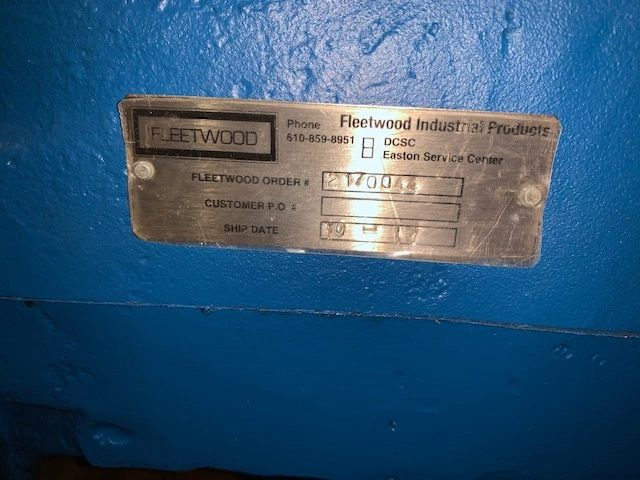 FLEETWOOD
Phone Fleetwood Industrial Products
610-859-8951 DCSC
Easton Service Center
FLEETWOOD ORDER # 2170044
CUSTOMER P.O #
SHIP DATE 10 - 17